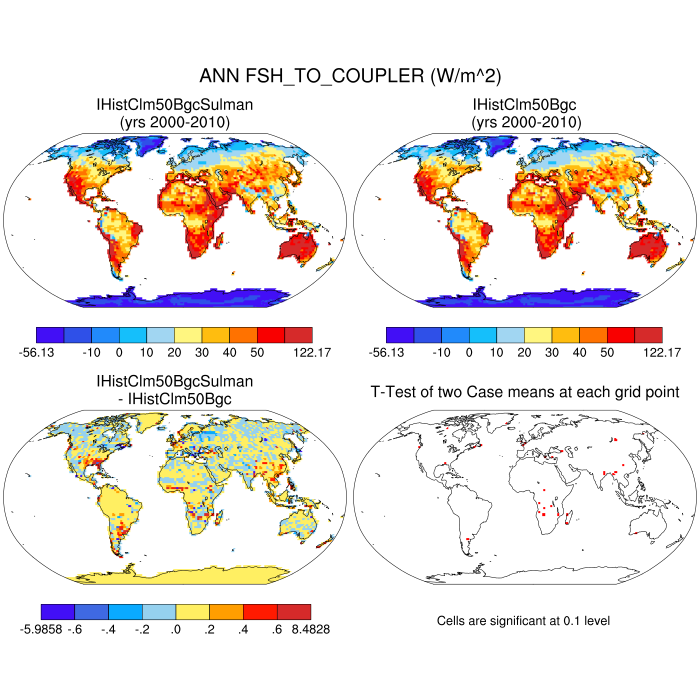 ANN FSH_TO_COUPLER (W/m^2)
IHistClm50BgcSulman
(yrs 2000-2010)
IHistClm50Bgc
(yrs 2000-2010)
-56.13 -10 0 10 20 30 40 50 122.17
-56.13 -10 0 10 20 30 40 50 122.17
IHistClm50BgcSulman
- IHistClm50Bgc
T-Test of two Case means at each grid point
-5.9858 -.6 -.4 -.2 .0 .2 .4 .6 8.4828
Cells are significant at 0.1 level